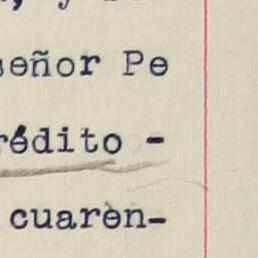 señor Pe
rédito -
cuaren-